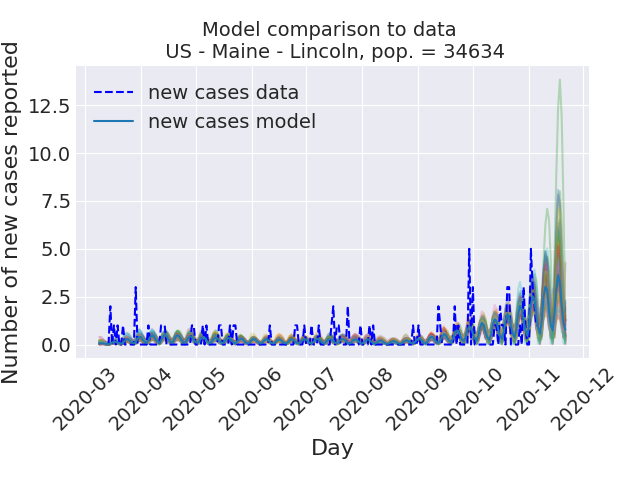 Model comparison to data
US - Maine - Lincoln, pop. = 34634
Number of new cases reported
12.5
10.0
7.5
5.0
2.5
0.0
new cases data
new cases model
2020-03
2020-04
2020-05
2020-06
2020-07
2020-08
2020-09
2020-10
2020-11
2020-12
Day